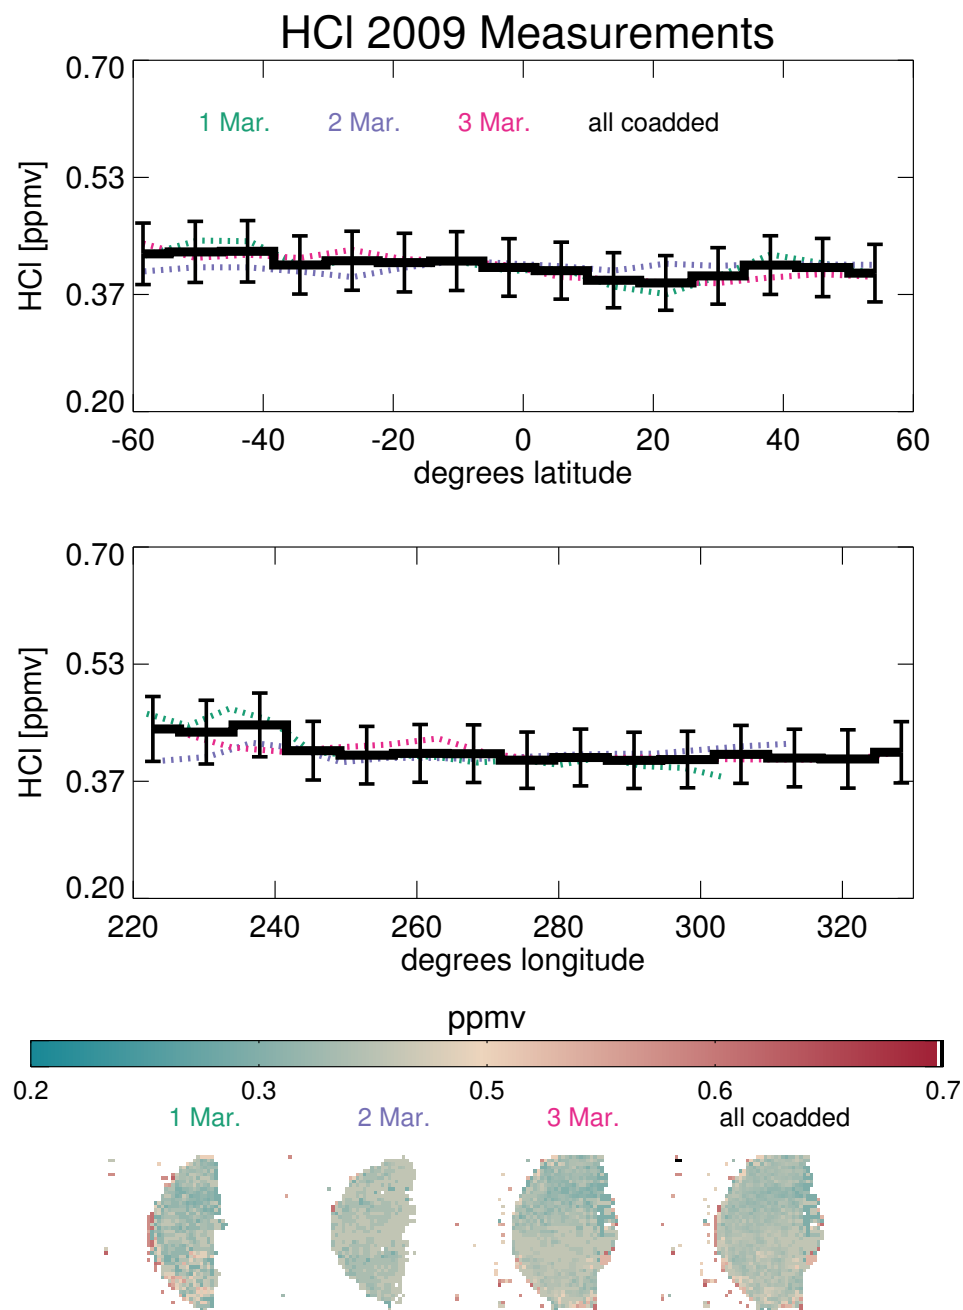 HCl 2009 Measurements
0.70
1 Mar. 2 Mar. 3 Mar. all coadded
0.53
HCl [ppmv]
0.37
0.20
-60 -40 -20 0 20 40 60
degrees latitude
0.70
0.53
HCl [ppmv]
0.37
0.20
220 240 260 280 300 320
degrees longitude
ppmv
0.2 0.3 0.5 0.6 0.7
1 Mar. 2 Mar. 3 Mar. all coadded